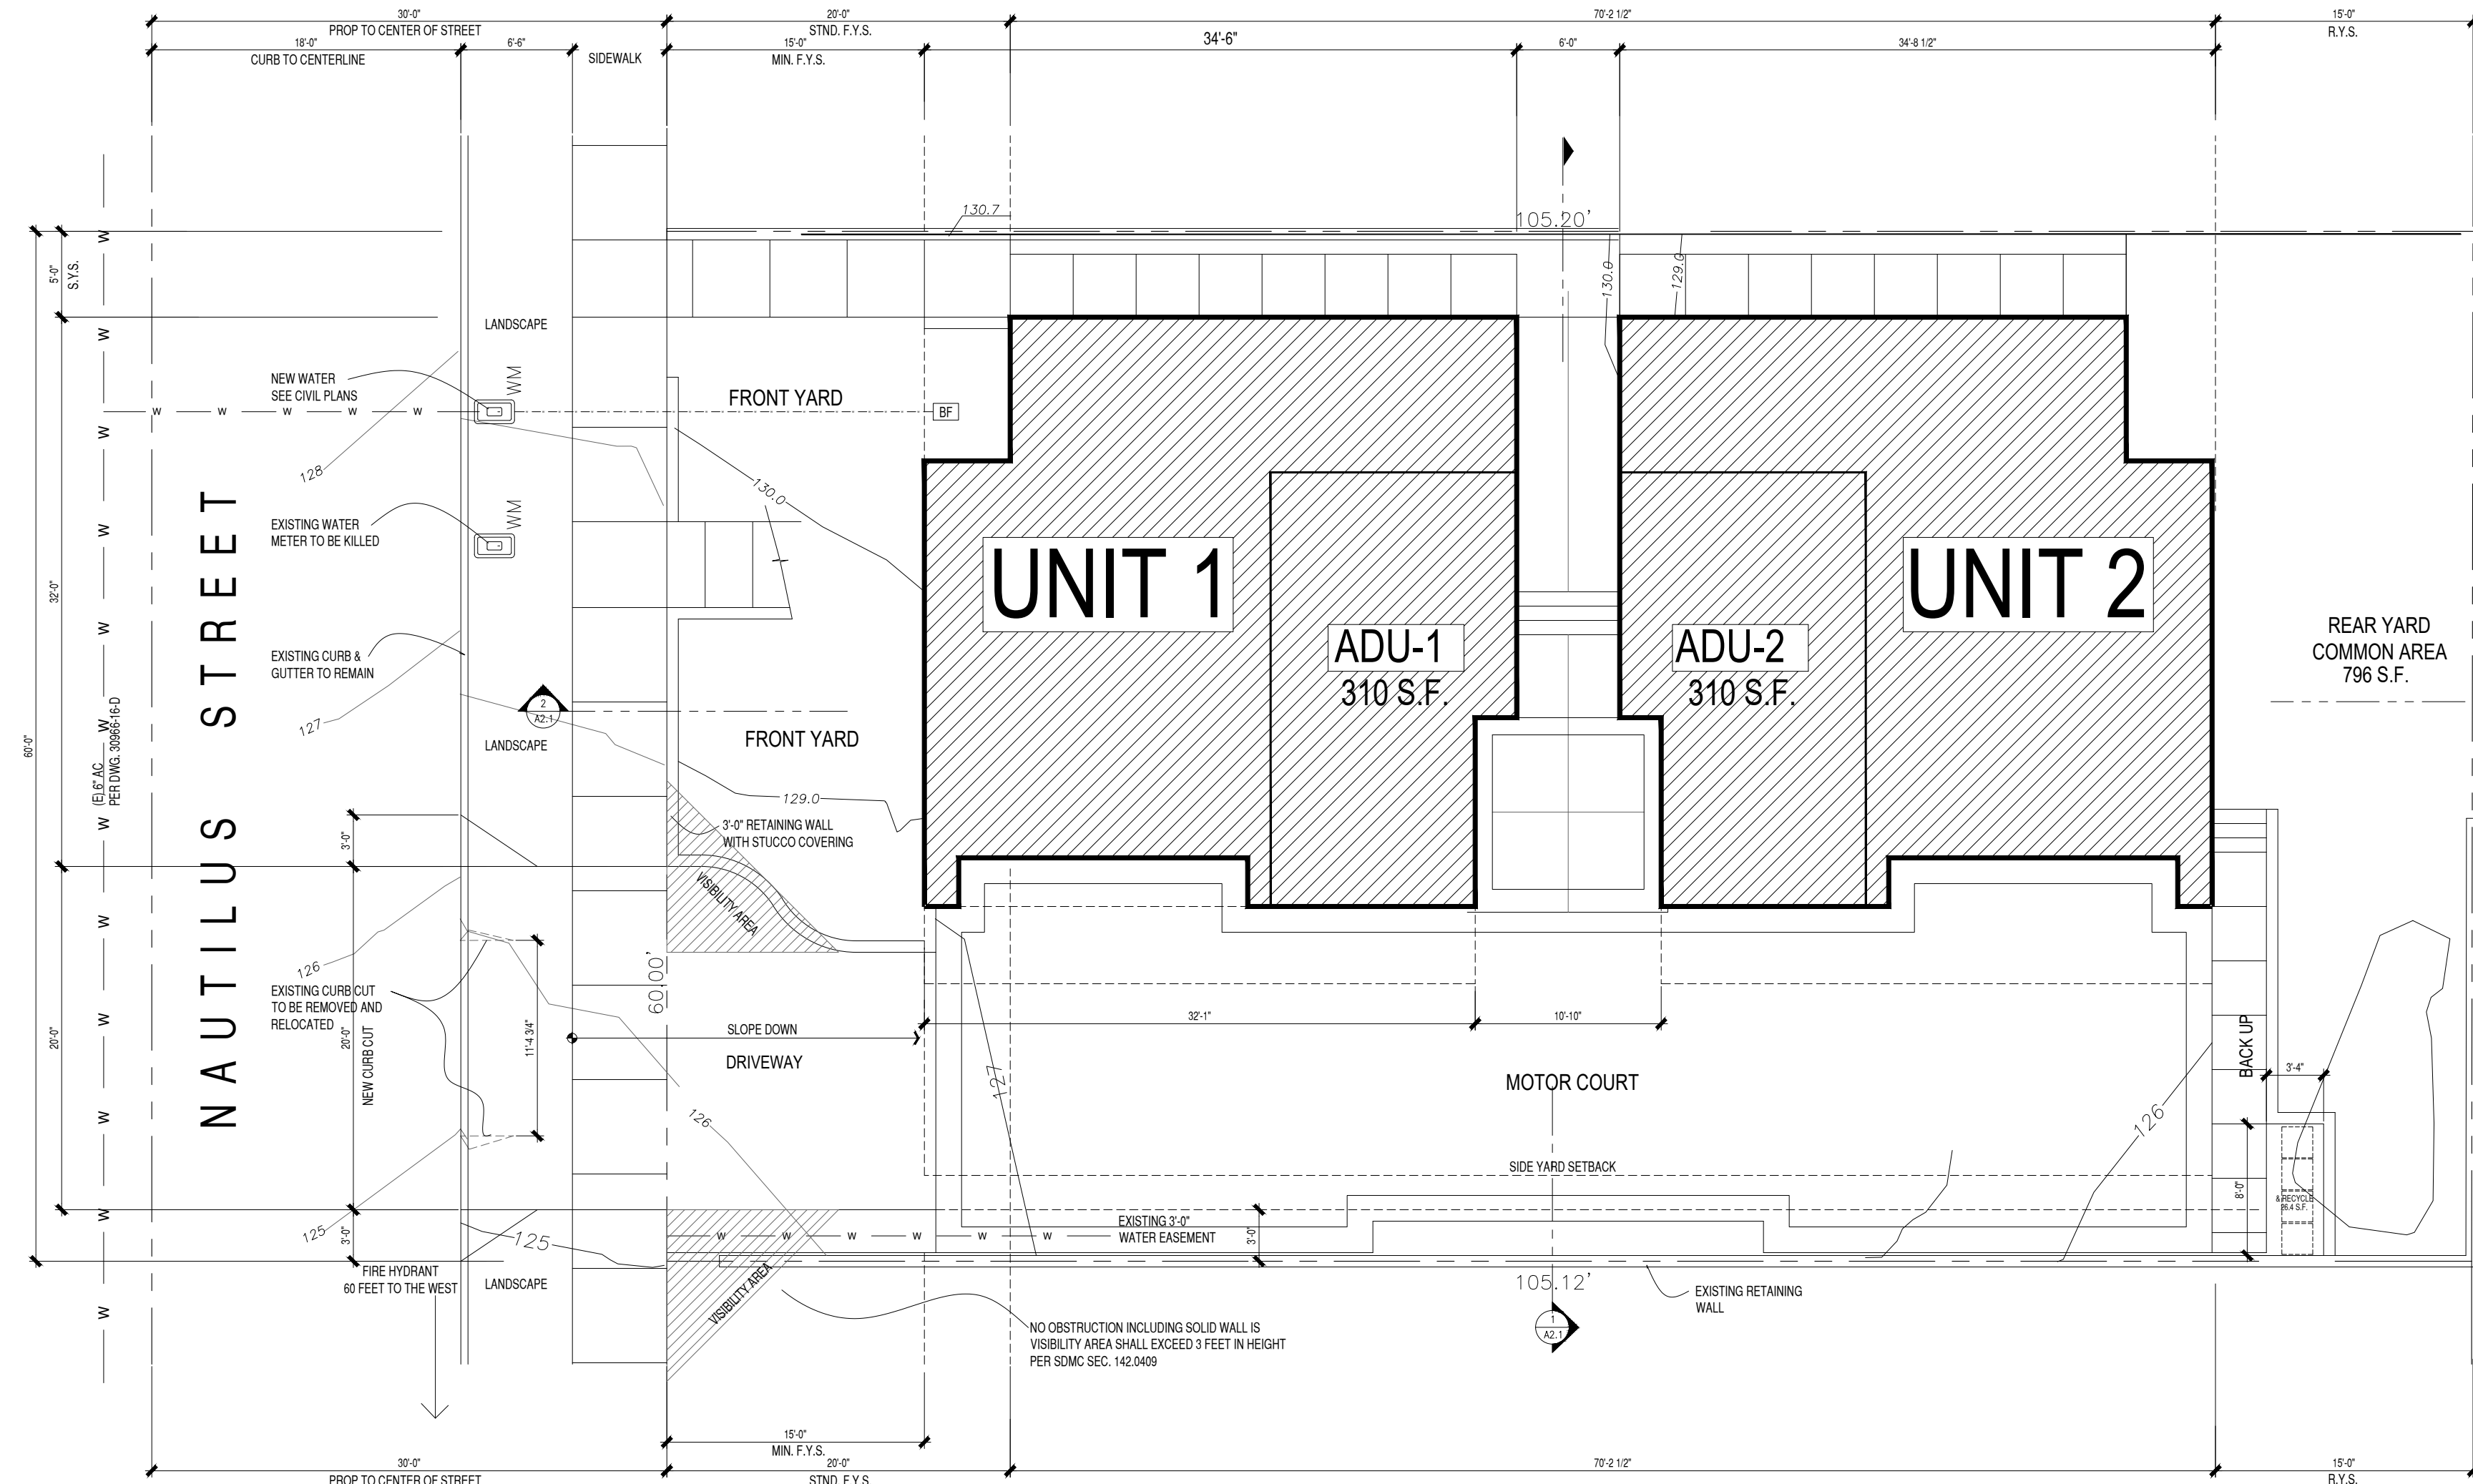 30'-0"
20'-0"
70'-2 1/2"
15'-0"
PROP TO CENTER OF STREET
STND. F.Y.S.
R.Y.S.
18'-0"
6'-6"
SIDEWALK
15'-0"
34'-6"
6'-0"
34'-8 1/2"
CURB TO CENTERLINE
MIN. F.Y.S.
130.7
105.20'
5'-0"
S.Y.S.
W
130.0
129.0
LANDSCAPE
W
NEW WATER
SEE CIVIL PLANS
WM
FRONT YARD
BF
W W W W W
W
128
130.0
EXISTING WATER
METER TO BE KILLED
WM
W
32'-0"
UNIT 1
UNIT 2
W
ADU-1
310 S.F.
ADU-2
310 S.F.
REAR YARD
COMMON AREA
796 S.F.
EXISTING CURB &
GUTTER TO REMAIN
NAUTILUS STREET
127
2
A2.1
W
60'-0"
(E) 6" AC
PER DWG. 30966-16-D
LANDSCAPE
FRONT YARD
129.0
W
3'-0"
3'-0" RETAINING WALL
WITH STUCCO COVERING
VISIBILITY AREA
W
126
EXISTING CURB CUT
TO BE REMOVED AND
RELOCATED
60.00'
W
20'-0"
20'-0"
NEW CURB CUT
11'-4 3/4"
SLOPE DOWN
DRIVEWAY
32'-1"
10'-10"
127
MOTOR COURT
BACK UP
3'-4"
W
126
126
SIDE YARD SETBACK
8'-0"
& RECYCLE
26.4 S.F.
W
125
3'-0"
125
W W W W W W
EXISTING 3'-0"
WATER EASEMENT
3'-0"
FIRE HYDRANT
60 FEET TO THE WEST
LANDSCAPE
VISIBILITY AREA
105.12'
EXISTING RETAINING
WALL
W
1
A2.1
NO OBSTRUCTION INCLUDING SOLID WALL IS
VISIBILITY AREA SHALL EXCEED 3 FEET IN HEIGHT
PER SDMC SEC. 142.0409
15'-0"
MIN. F.Y.S.
30'-0"
20'-0"
70'-2 1/2"
15'-0"
PROP TO CENTER OF STREET
STND. F.Y.S.
R.Y.S.